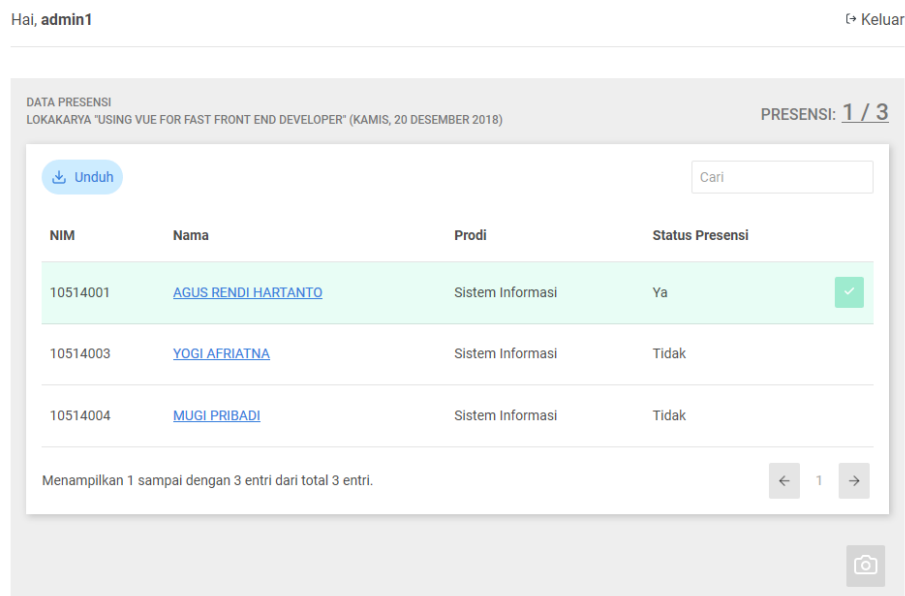 Hai, admin1
Keluar
DATA PRESENSI
LOKAKARYA "USING VUE FOR FAST FRONT END DEVELOPER" (KAMIS, 20 DESEMBER 2018)
PRESENSI: 1 / 3
Unduh
Cari
NIM Nama Prodi Status Presensi
10514001 AGUS RENDI HARTANTO Sistem Informasi Ya
10514003 YOGI AFRIATNA Sistem Informasi Tidak
10514004 MUGI PRIBADI Sistem Informasi Tidak
Menampilkan 1 sampai dengan 3 entri dari total 3 entri.
1